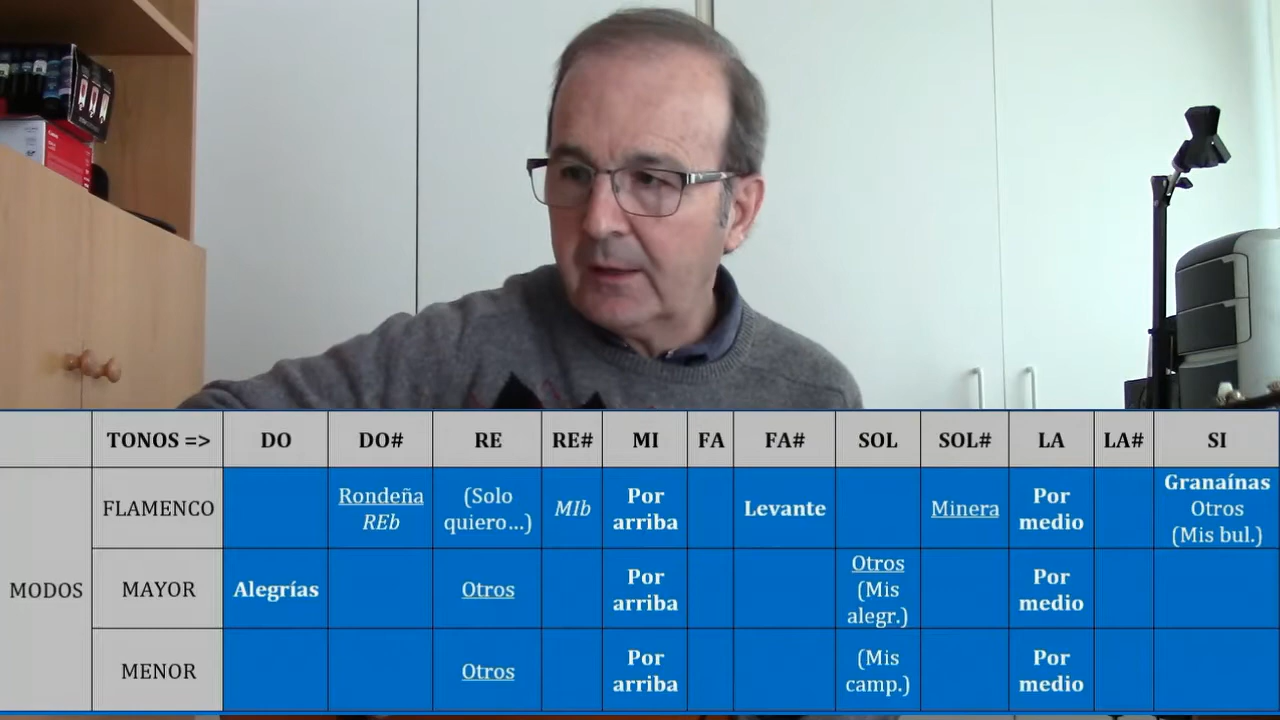 TONOS => DO DO# RE RE# MI FA FA# SOL SOL# LA LA# SI
MODOS
FLAMENCO
Rondeña
REb
(Solo
quiero...)
MIb
Por
arriba
Levante
Minera
Por
medio
Granaínas
Otros
(Mis bul.)
MAYOR
Alegrías
Otros
Por
arriba
Otros
(Mis
alegr.)
Por
medio
MENOR
Otros
Por
arriba
(Mis
camp.)
Por
medio